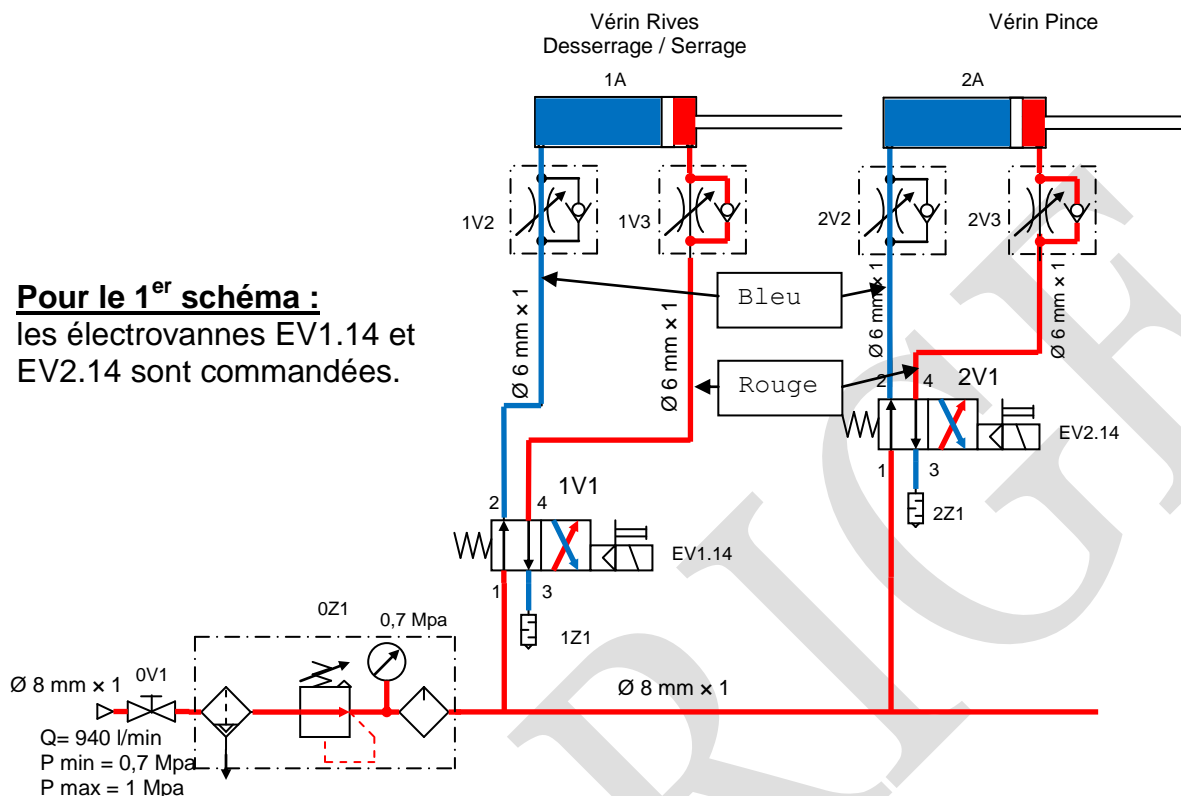 Vérin Rives
Desserrage / Serrage
Vérin Pince
1A
2A
1V2
1V3
2V2
2V3
Pour le 1er schéma :
les électrovannes EV1.14 et
EV2.14 sont commandées.
Bleu
Rouge
Ø 6 mm × 1
Ø 6 mm × 1
Ø 6 mm × 1
Ø 6 mm × 1
2
4
2V1
EV2.14
1
3
2Z1
2
4
1V1
EV1.14
1
3
1Z1
0Z1
0,7 Mpa
0V1
Ø 8 mm × 1
Ø 8 mm × 1
Q= 940 l/min
P min = 0,7 Mpa
P max = 1 Mpa
RIGE